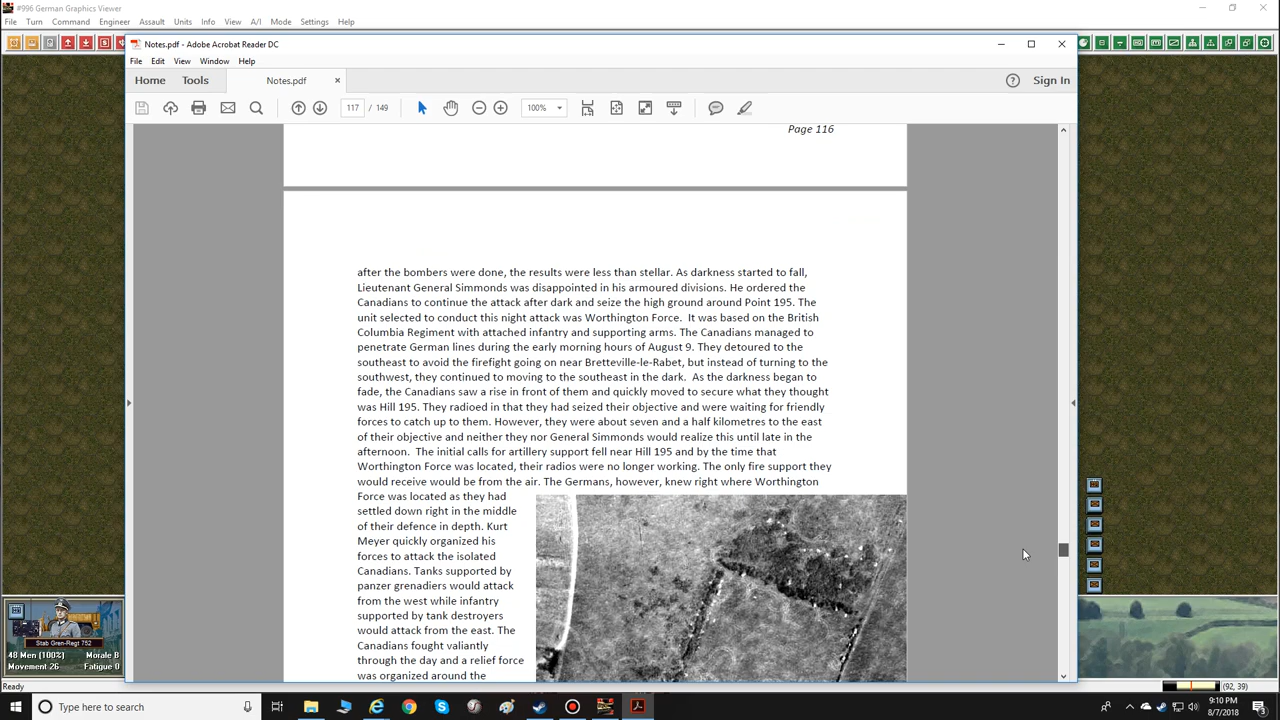 #996 German Graphics Viewer
File Turn Command Engineer Assault Units Info View A/I Mode Settings Help
Notes.pdf - Adobe Acrobat Reader DC
File Edit View Window Help
Home Tools Notes.pdf × Sign In
117 / 149 100%
Page 116
after the bombers were done, the results were less than stellar. As darkness started to fall,
Lieutenant General Simmonds was disappointed in his armoured divisions. He ordered the
Canadians to continue the attack after dark and seize the high ground around Point 195. The
unit selected to conduct this night attack was Worthington Force. It was based on the British
Columbia Regiment with attached infantry and supporting arms. The Canadians managed to
penetrate German lines during the early morning hours of August 9. They detoured to the
southeast to avoid the firefight going on near Bretteville-le-Rabet, but instead of turning to the
southwest, they continued to moving to the southeast in the dark. As the darkness began to
fade, the Canadians saw a rise in front of them and quickly moved to secure what they thought
was Hill 195. They radioed in that they had seized their objective and were waiting for friendly
forces to catch up to them. However, they were about seven and a half kilometres to the east
of their objective and neither they nor General Simmonds would realize this until late in the
afternoon. The initial calls for artillery support fell near Hill 195 and by the time that
Worthington Force was located, their radios were no longer working. The only fire support they
would receive would be from the air. The Germans, however, knew right where Worthington
Force was located as they had
settled down right in the middle
of their defence in depth. Kurt
Meyer quickly organized his
forces to attack the isolated
Canadians. Tanks supported by
panzer grenadiers would attack
from the west while infantry
supported by tank destroyers
would attack from the east. The
Canadians fought valiantly
through the day and a relief force
was organized around the
Stab Gren-Regt 752
48 Men (100%) Morale B
Movement 26 Fatigue 0
Ready (92, 39)
Type here to search
9:10 PM
8/7/2018